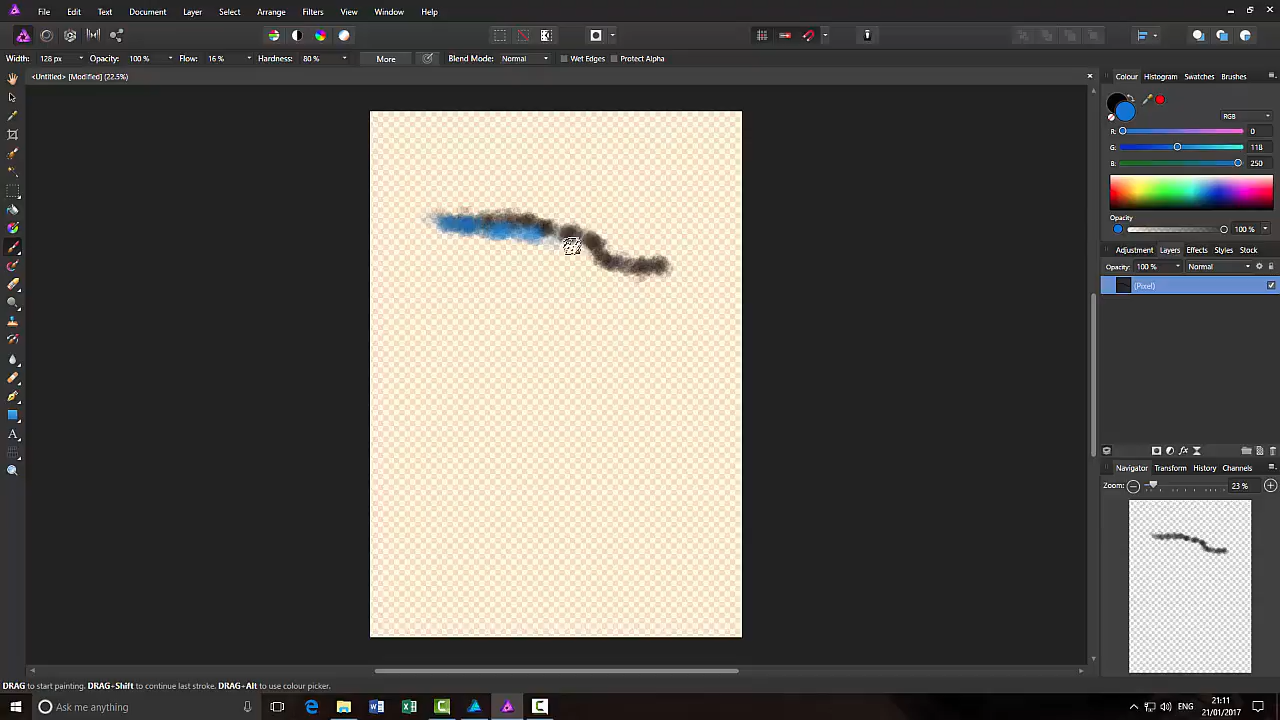 File Edit Text Document Layer Select Arrange Filters View Window Help
Width: 128 px Opacity: 100 % Flow: 16 % Hardness: 80 % More Blend Mode: Normal Wet Edges Protect Alpha
<Untitled> [Modified] (22.5%)
Colour Histogram Swatches Brushes
RGB
R: 0
G: 118
B: 250
Opacity
100 %
Adjustment Layers Effects Styles Stock
Opacity: 100 % Normal
(Pixel)
Navigator Transform History Channels
Zoom: 23 %
DRAG to start painting. DRAG+Shift to continue last stroke. DRAG+Alt to use colour picker.
Ask me anything
ENG
21:11
21/01/2017